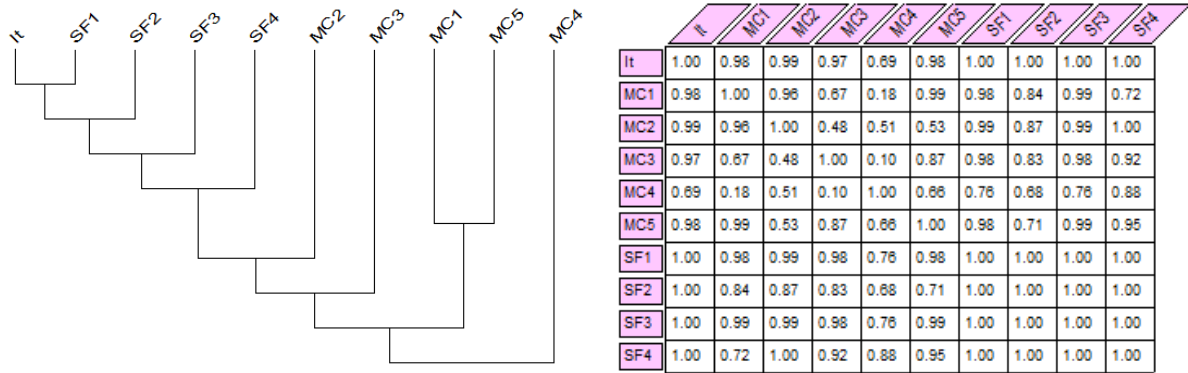 It SF1 SF2 SF3 SF4 MC2 MC3 MC1 MC5 MC4
It MC1 MC2 MC3 MC4 MC5 SF1 SF2 SF3 SF4
It 1.00 0.98 0.99 0.97 0.69 0.98 1.00 1.00 1.00 1.00
MC1 0.98 1.00 0.96 0.67 0.18 0.99 0.98 0.84 0.99 0.72
MC2 0.99 0.96 1.00 0.48 0.51 0.53 0.99 0.87 0.99 1.00
MC3 0.97 0.67 0.48 1.00 0.10 0.87 0.98 0.83 0.98 0.92
MC4 0.69 0.18 0.51 0.10 1.00 0.66 0.76 0.68 0.76 0.88
MC5 0.98 0.99 0.53 0.87 0.66 1.00 0.98 0.71 0.99 0.95
SF1 1.00 0.98 0.99 0.98 0.76 0.98 1.00 1.00 1.00 1.00
SF2 1.00 0.84 0.87 0.83 0.68 0.71 1.00 1.00 1.00 1.00
SF3 1.00 0.99 0.99 0.98 0.76 0.99 1.00 1.00 1.00 1.00
SF4 1.00 0.72 1.00 0.92 0.88 0.95 1.00 1.00 1.00 1.00